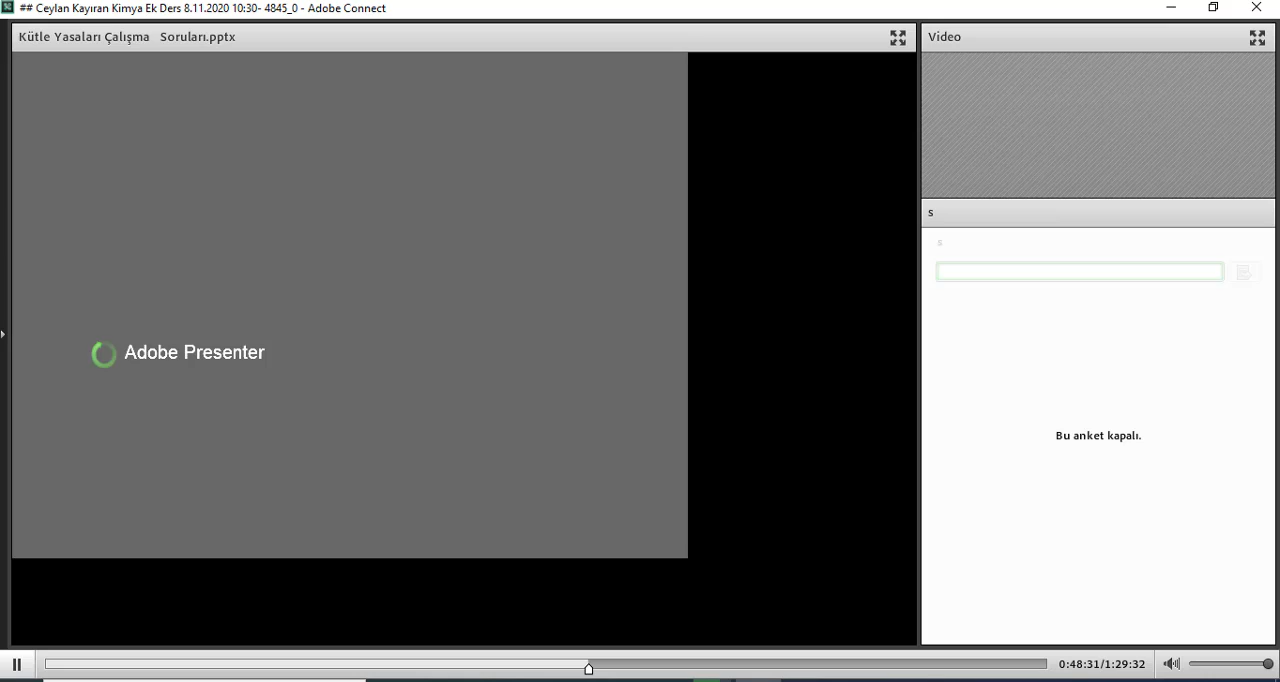 ## Ceylan Kayıran Kimya Ek Ders 8.11.2020 10:30- 4845_0 - Adobe Connect
Kütle Yasaları Çalışma Soruları.pptx
Video
Adobe Presenter
s
s
Bu anket kapalı.
0:48:31/1:29:32